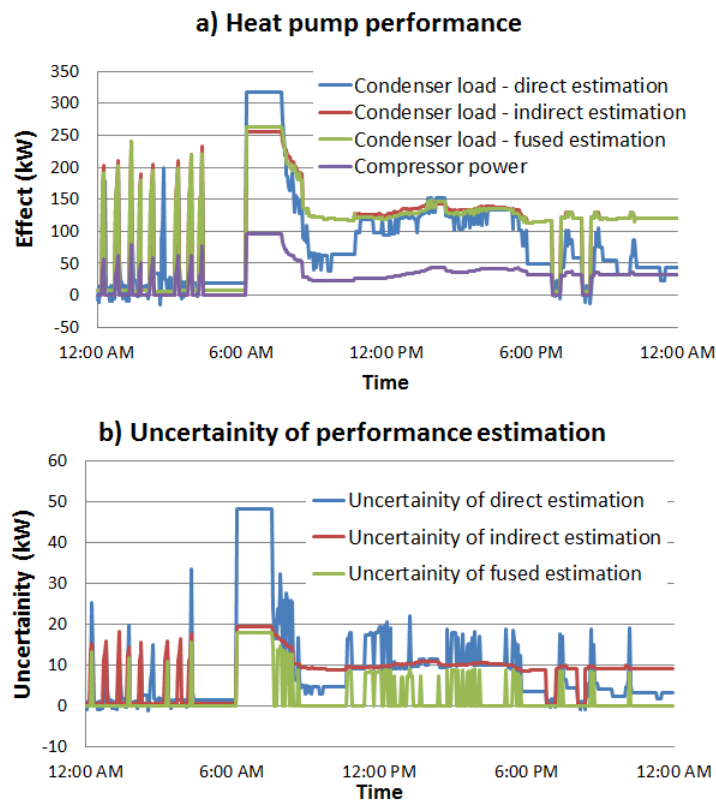 a) Heat pump performance
350
300
250
200
150
100
50
0
-50
Effect (kW)
Condenser load - direct estimation
Condenser load - indirect estimation
Condenser load - fused estimation
Compressor power
12:00 AM 6:00 AM 12:00 PM 6:00 PM 12:00 AM
Time
b) Uncertainity of performance estimation
60
50
40
30
20
10
0
-10
Uncertainity (kW)
Uncertainity of direct estimation
Uncertainity of indirect estimation
Uncertainity of fused estimation
12:00 AM 6:00 AM 12:00 PM 6:00 PM 12:00 AM
Time